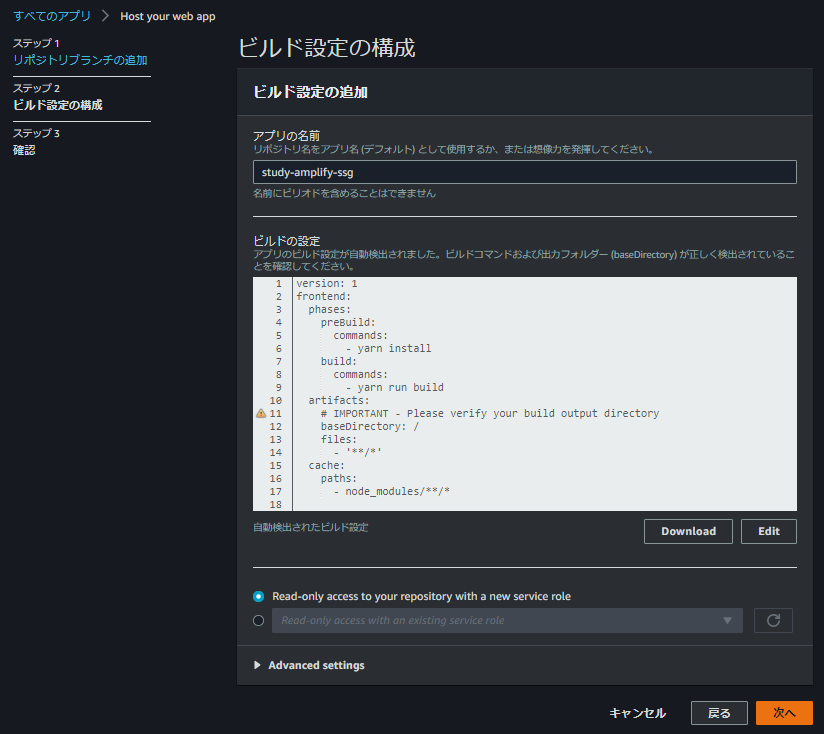 すべてのアプリ > Host your web app
ステップ 1
リポジトリブランチの追加
ステップ 2
ビルド設定の構成
ステップ 3
確認
ビルド設定の構成
ビルド設定の追加
アプリの名前
リポジトリ名をアプリ名 (デフォルト) として使用するか、または想像力を発揮してください。
study-amplify-ssg
名前にピリオドを含めることはできません
ビルドの設定
アプリのビルド設定が自動検出されました。ビルドコマンドおよび出力フォルダー (baseDirectory) が正しく検出されているこ
とを確認してください。
1 version: 1
2 frontend:
3   phases:
4     preBuild:
5       commands:
6         - yarn install
7     build:
8       commands:
9         - yarn run build
10   artifacts:
11     # IMPORTANT - Please verify your build output directory
12     baseDirectory: /
13     files:
14       - '**/*'
15   cache:
16     paths:
17       - node_modules/**/*
18
自動検出されたビルド設定
Download
Edit
Read-only access to your repository with a new service role
Read-only access with an existing service role
Advanced settings
キャンセル
戻る
次へ